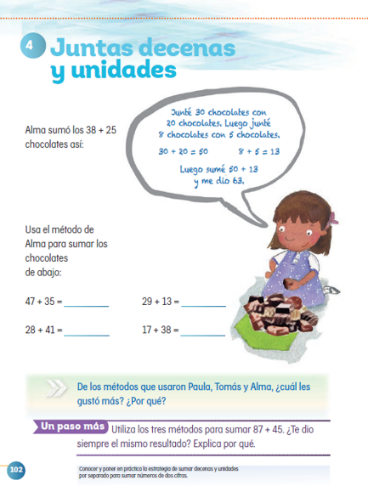 4 Juntas decenas
y unidades
Alma sumó los 38 + 25
chocolates así:
Junté 30 chocolates con
20 chocolates. Luego junté
8 chocolates con 5 chocolates.
30 + 20 = 50 8 + 5 = 13
Luego sumé 50 + 13
y me dio 63.
Usa el método de
Alma para sumar los
chocolates
de abajo:
47 + 35 = ________ 29 + 13 = ________
28 + 41 = ________ 17 + 38 = ________
De los métodos que usaron Paula, Tomás y Alma, ¿cuál les
gustó más? ¿Por qué?
Un paso más Utiliza los tres métodos para sumar 87 + 45. ¿Te dio
siempre el mismo resultado? Explica por qué.
102
Conocer y poner en práctica la estrategia de sumar decenas y unidades
por separado para sumar números de dos cifras.